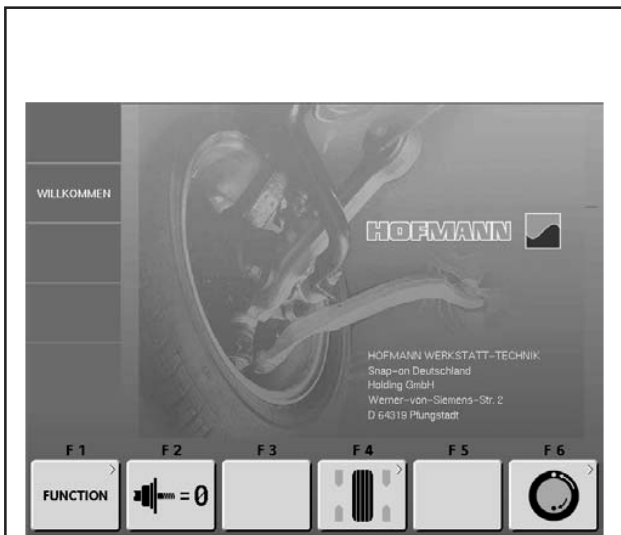 WILLKOMMEN
HOFMANN
HOFMANN WERKSTATT-TECHNIK
Snap-on Deutschland
Holding GmbH
Werner-von-Siemens-Str. 2
D 64319 Pfungstadt
F 1 F 2 F 3 F 4 F 5 F 6
FUNCTION = 0